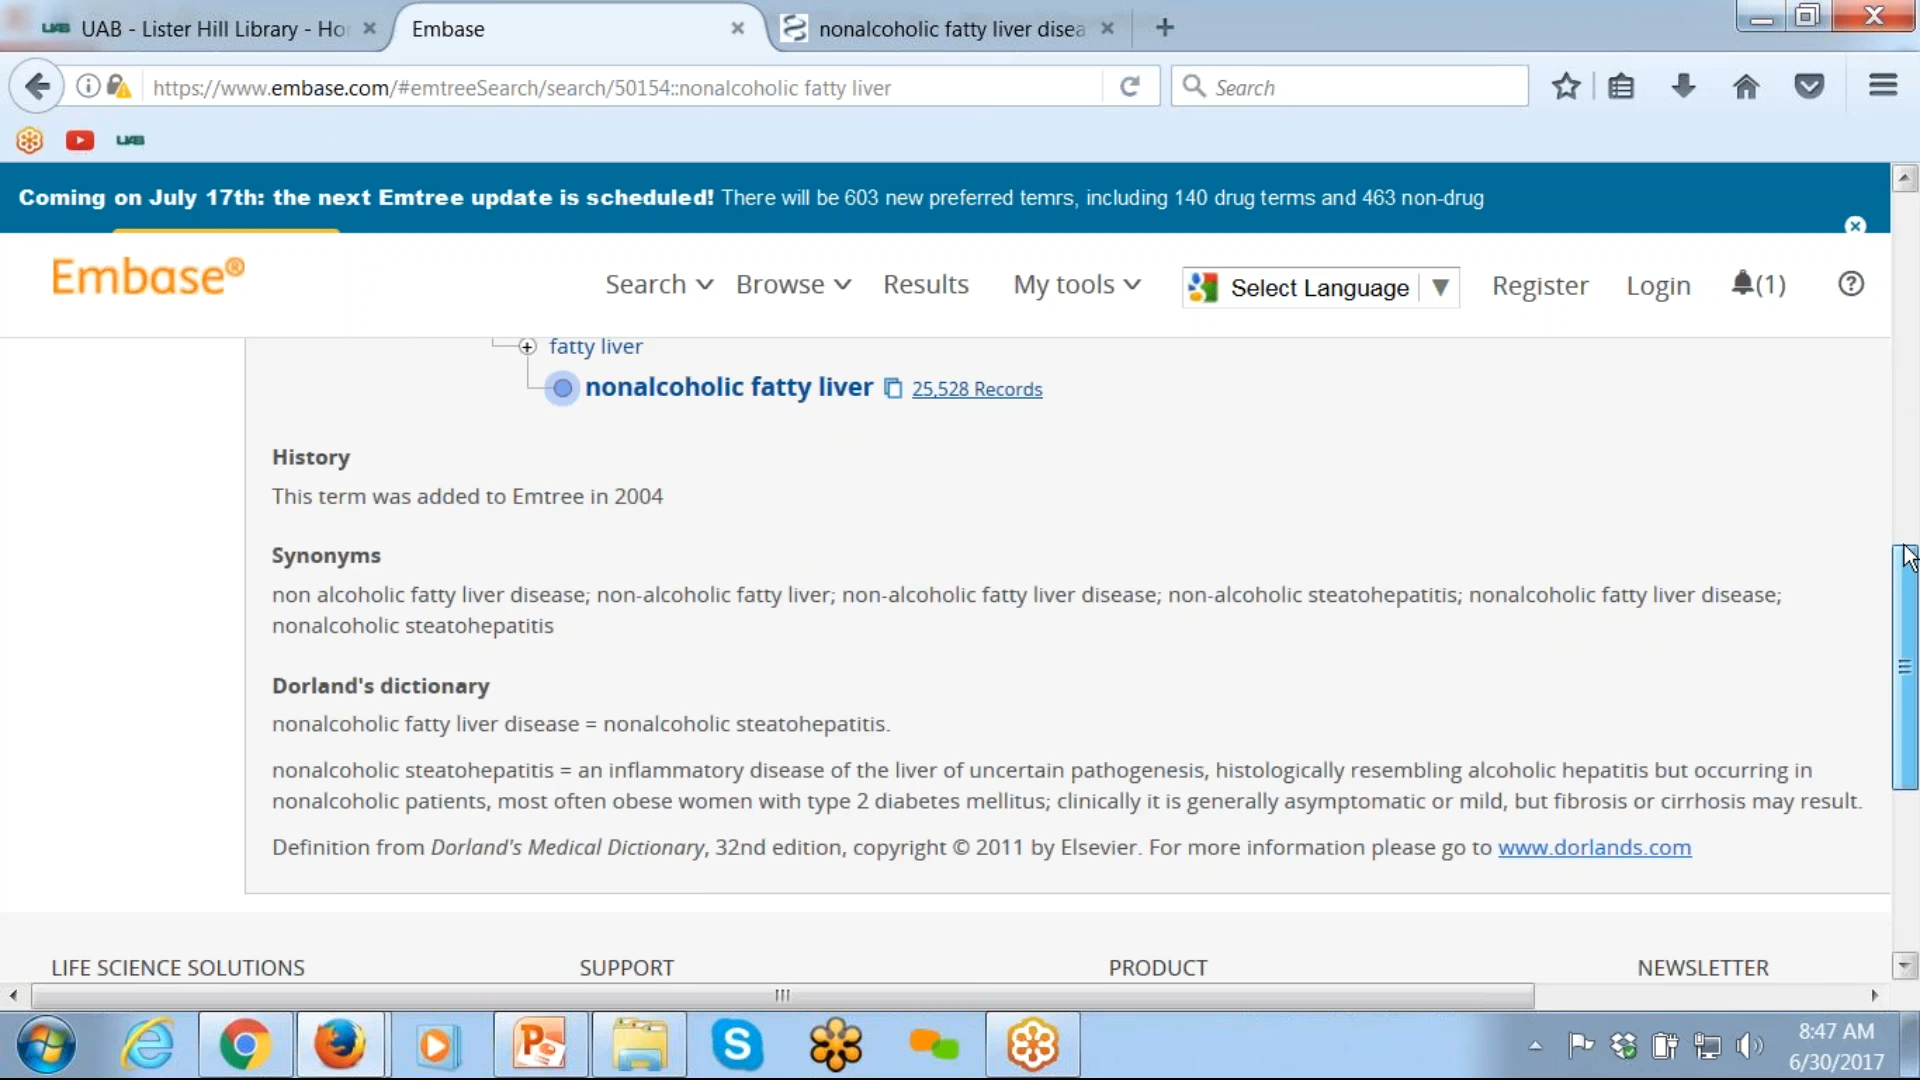 UAB - Lister Hill Library - Ho
Embase
nonalcoholic fatty liver disea
https://www.embase.com/#emtreeSearch/search/50154::nonalcoholic fatty liver
Search
UAB
Coming on July 17th: the next Emtree update is scheduled! There will be 603 new preferred temrs, including 140 drug terms and 463 non-drug
Embase®
Search
Browse
Results
My tools
Select Language
Register
Login
(1)
fatty liver
nonalcoholic fatty liver 25,528 Records
History
This term was added to Emtree in 2004
Synonyms
non alcoholic fatty liver disease; non-alcoholic fatty liver; non-alcoholic fatty liver disease; non-alcoholic steatohepatitis; nonalcoholic fatty liver disease;
nonalcoholic steatohepatitis
Dorland's dictionary
nonalcoholic fatty liver disease = nonalcoholic steatohepatitis.
nonalcoholic steatohepatitis = an inflammatory disease of the liver of uncertain pathogenesis, histologically resembling alcoholic hepatitis but occurring in
nonalcoholic patients, most often obese women with type 2 diabetes mellitus; clinically it is generally asymptomatic or mild, but fibrosis or cirrhosis may result.
Definition from Dorland's Medical Dictionary, 32nd edition, copyright © 2011 by Elsevier. For more information please go to www.dorlands.com
LIFE SCIENCE SOLUTIONS
SUPPORT
PRODUCT
NEWSLETTER
8:47 AM
6/30/2017